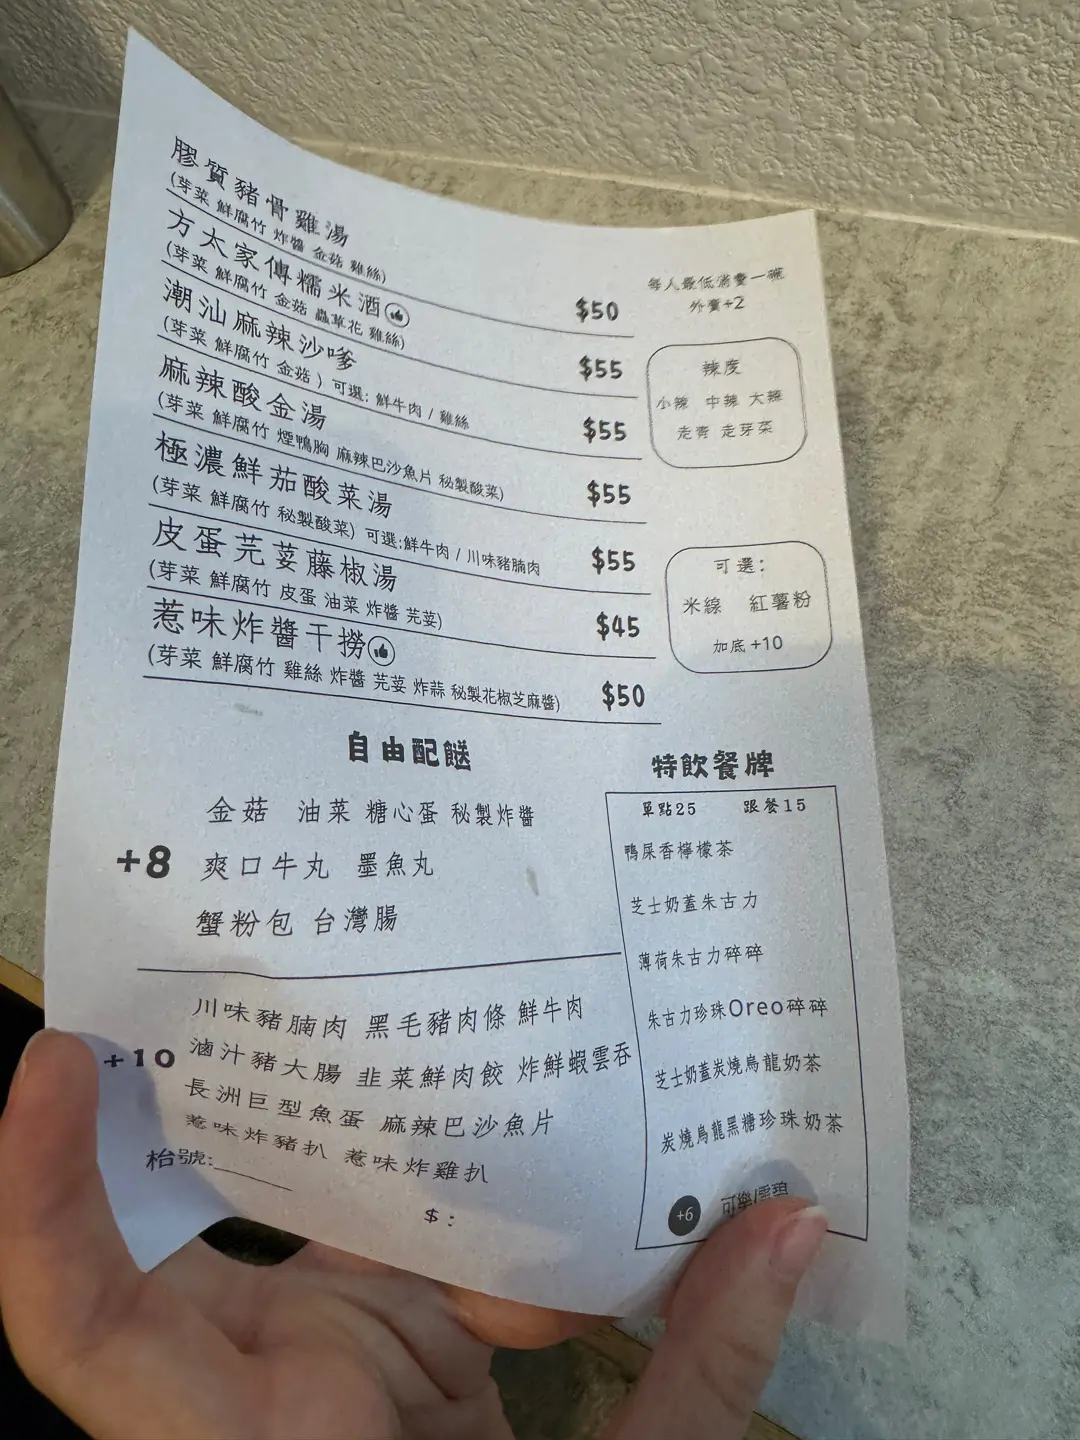 膠質豬骨雞湯
(芽菜 鮮腐竹 炸醬 金菇 雞絲)
$50
方太家傳糯米酒
(芽菜 鮮腐竹 金菇 蟲草花 雞絲)
$55
潮汕麻辣沙嗲
(芽菜 鮮腐竹 金菇) 可選: 鮮牛肉 / 雞絲
$55
麻辣酸金湯
(芽菜 鮮腐竹 煙鴨胸 麻辣巴沙魚片 秘製酸菜)
$55
極濃鮮茄酸菜湯
(芽菜 鮮腐竹 秘製酸菜) 可選:鮮牛肉 / 川味豬腩肉
$55
皮蛋芫荽藤椒湯
(芽菜 鮮腐竹 皮蛋 油菜 炸醬 芫荽)
$45
惹味炸醬干撈
(芽菜 鮮腐竹 雞絲 炸醬 芫荽 炸蒜 秘製花椒芝麻醬)
$50
每人最低消費一碗
外賣+2
辣度
小辣 中辣 大辣
走青 走芽菜
可選:
米線 紅薯粉
加底+10
自由配餸
+8
金菇 油菜 糖心蛋 秘製炸醬
爽口牛丸 墨魚丸
蟹粉包 台灣腸
+10
川味豬腩肉 黑毛豬肉條 鮮牛肉
滷汁豬大腸 韭菜鮮肉餃 炸鮮蝦雲吞
長洲巨型魚蛋 麻辣巴沙魚片
惹味炸豬扒 惹味炸雞扒
枱號:
$:
特飲餐牌
單點25 跟餐15
鴨屎香檸檬茶
芝士奶蓋朱古力
薄荷朱古力碎碎
朱古力珍珠Oreo碎碎
芝士奶蓋炭燒烏龍奶茶
炭燒烏龍黑糖珍珠奶茶
+6 可樂/雪碧